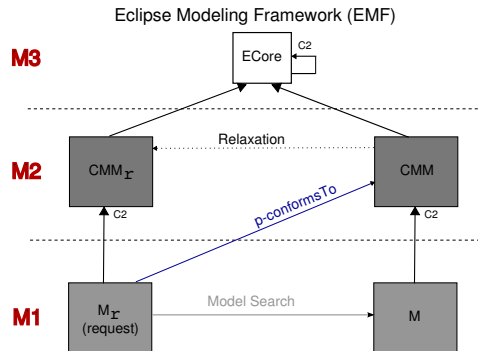 Eclipse Modeling Framework (EMF)
M3
ECore
C2
Relaxation
M2
CMMr
CMM
p-conformsTo
C2
C2
M1
Mr
(request)
Model Search
M